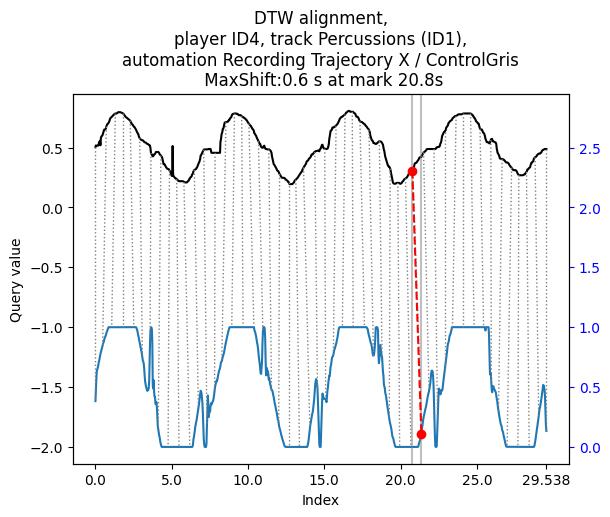 DTW alignment,
player ID4, track Percussions (ID1),
automation Recording Trajectory X / ControlGris
MaxShift:0.6 s at mark 20.8s
Query value
0.5
0.0
−0.5
−1.0
−1.5
−2.0
2.5
2.0
1.5
1.0
0.5
0.0
0.0 5.0 10.0 15.0 20.0 25.0 29.538
Index